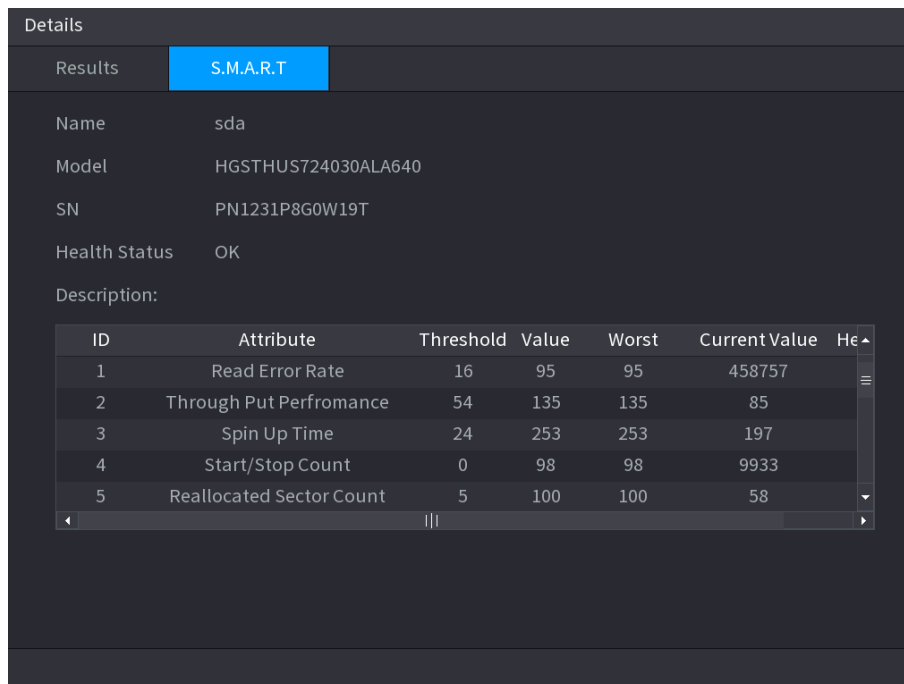 Details
Results S.M.A.R.T
Name sda
Model HGSTHUS724030ALA640
SN PN1231P8G0W19T
Health Status OK
Description:
ID Attribute Threshold Value Worst Current Value He
1 Read Error Rate 16 95 95 458757
2 Through Put Perfromance 54 135 135 85
3 Spin Up Time 24 253 253 197
4 Start/Stop Count 0 98 98 9933
5 Reallocated Sector Count 5 100 100 58